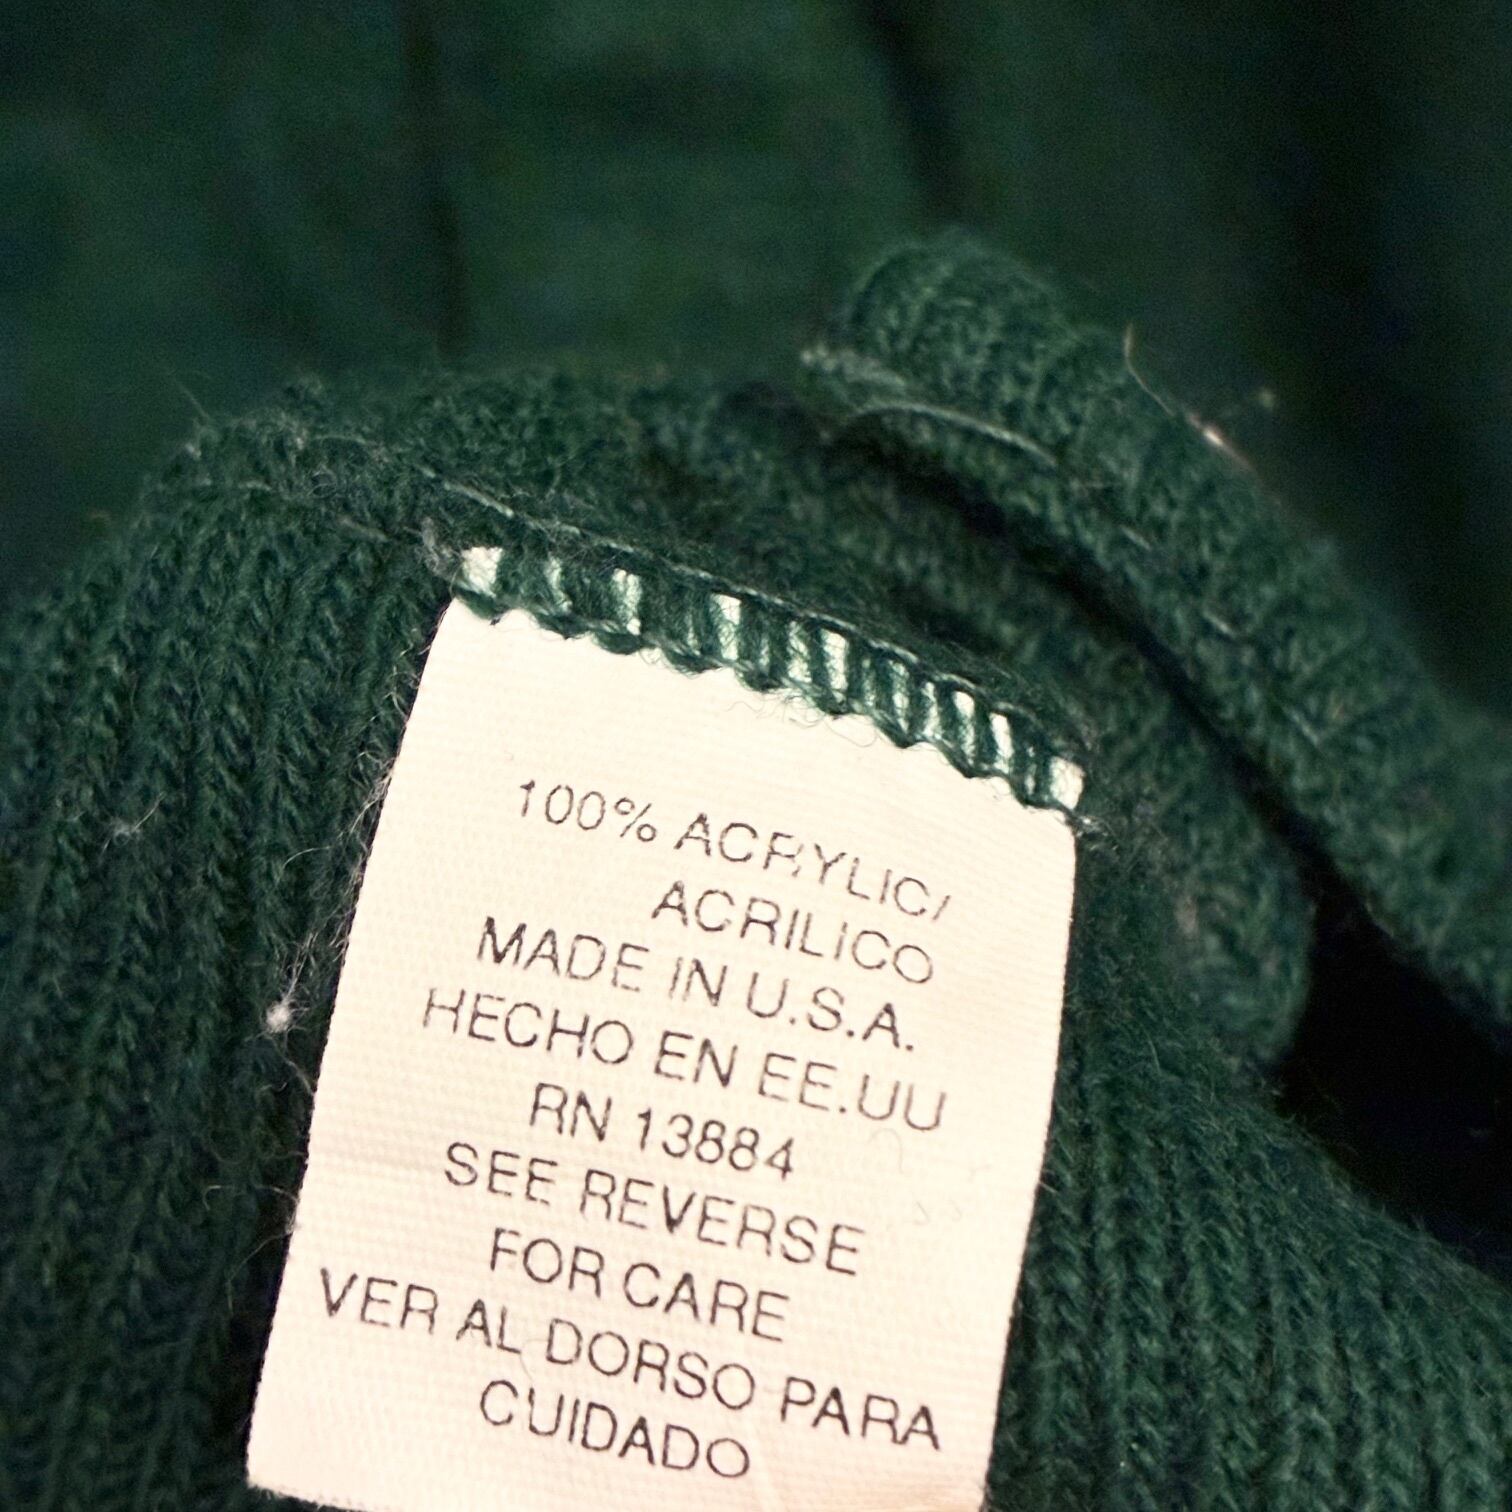 100% ACRYLIC/
ACRILICO
MADE IN U.S.A.
HECHO EN EE.UU
RN 13884
SEE REVERSE
FOR CARE
VER AL DORSO PARA
CUIDADO